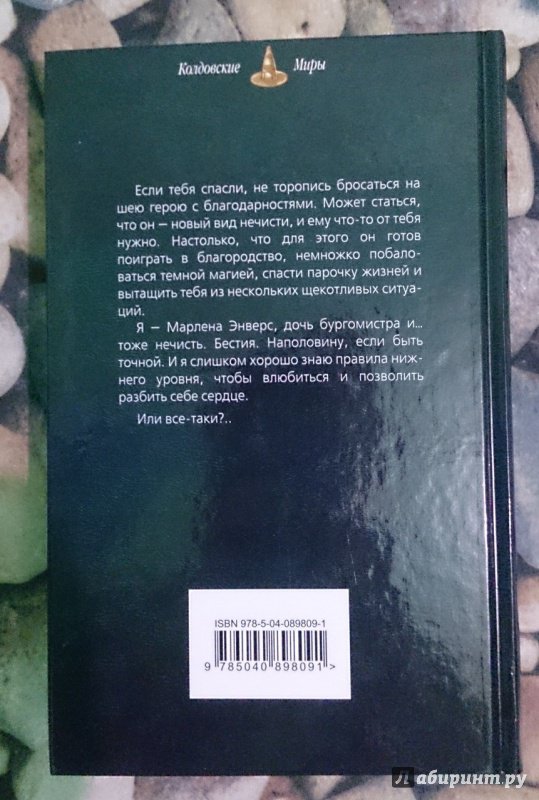 Колдовские Миры
Если тебя спасли, не торопись бросаться на
шею герою с благодарностями. Может статься,
что он — новый вид нечисти, и ему что-то от тебя
нужно. Настолько, что для этого он готов
поиграть в благородство, немножко побало-
ваться темной магией, спасти парочку жизней и
вытащить тебя из нескольких щекотливых ситуа-
ций.
Я — Марлена Энверс, дочь бургомистра и...
тоже нечисть. Бестия. Наполовину, если быть
точной. И я слишком хорошо знаю правила ниж-
него уровня, чтобы влюбиться и позволить
разбить себе сердце.
Или все-таки?..
ISBN 978-5-04-089809-1
9 785040 898091 >
Лабиринт.ру